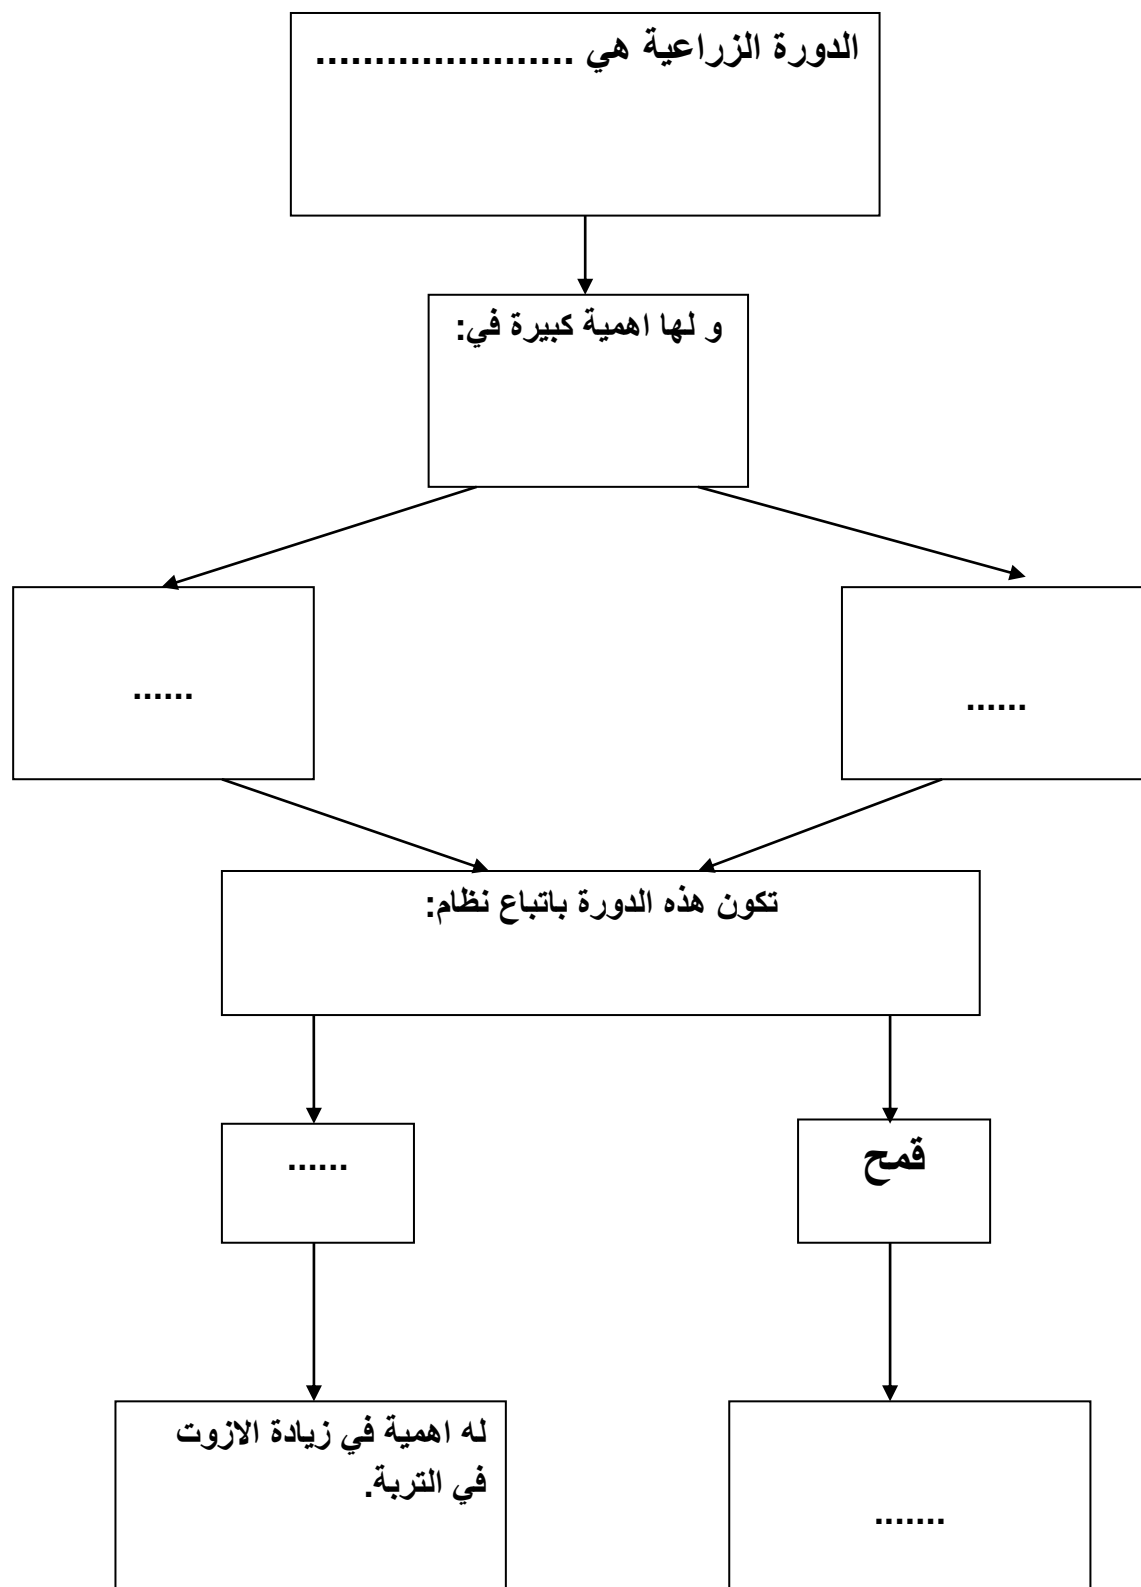 الدورة الزراعية هي ......................
و لها اهمية كبيرة في:
......
......
تكون هذه الدورة باتباع نظام:
قمح
......
له اهمية في زيادة الازوت
في التربة.
.......